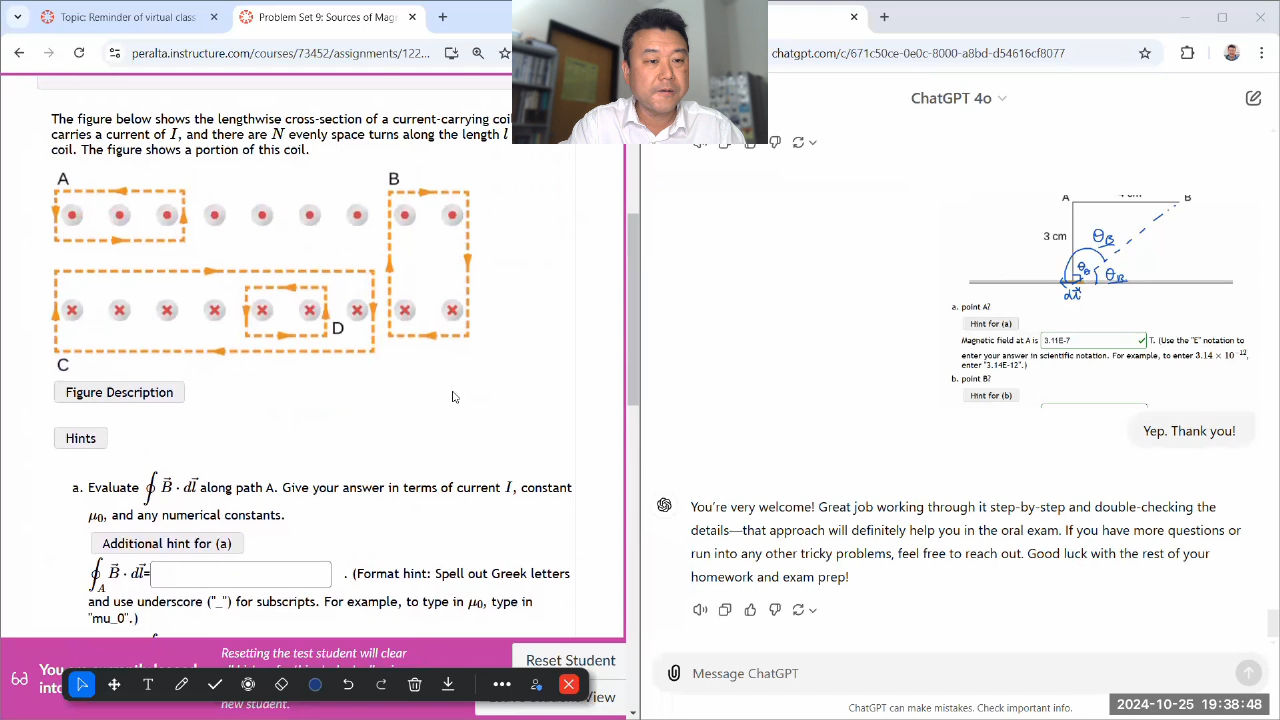 Topic: Reminder of virtual class
Problem Set 9: Sources of Mag
peralta.instructure.com/courses/73452/assignments/122...
chatgpt.com/c/671c50ce-0e0c-8000-a8bd-d54616cf8077
ChatGPT 4o
The figure below shows the lengthwise cross-section of a current-carrying coi
carries a current of I, and there are N evenly space turns along the length l
coil. The figure shows a portion of this coil.
A
B
D
C
Figure Description
Hints
a. Evaluate ∮ B⃗ · dl⃗ along path A. Give your answer in terms of current I, constant
μ₀, and any numerical constants.
Additional hint for (a)
∮_A B⃗ · dl⃗=
. (Format hint: Spell out Greek letters
and use underscore ("_") for subscripts. For example, to type in μ₀, type in
"mu_0".)
Resetting the test student will clear
new student.
Reset Student
View
A
B
3 cm
θ_B
θ_B
dx⃗
a. point A?
Hint for (a)
Magnetic field at A is 3.11E-7 T. (Use the "E" notation to
enter your answer in scientific notation. For example, to enter 3.14 × 10⁻¹²,
enter "3.14E-12".)
b. point B?
Hint for (b)
Yep. Thank you!
You're very welcome! Great job working through it step-by-step and double-checking the
details—that approach will definitely help you in the oral exam. If you have more questions or
run into any other tricky problems, feel free to reach out. Good luck with the rest of your
homework and exam prep!
Message ChatGPT
ChatGPT can make mistakes. Check important info.
2024-10-25 19:38:48